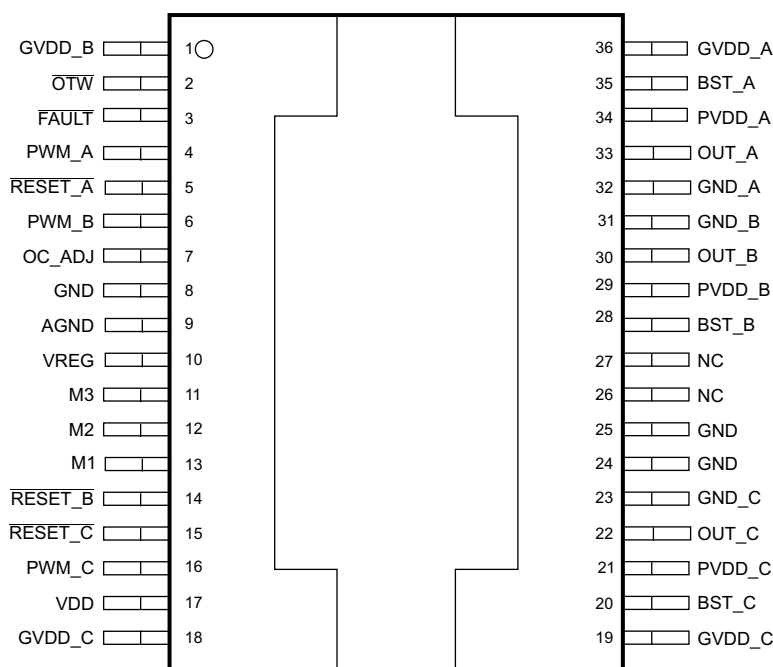 GVDD_B 1 36 GVDD_A
OTW 2 35 BST_A
FAULT 3 34 PVDD_A
PWM_A 4 33 OUT_A
RESET_A 5 32 GND_A
PWM_B 6 31 GND_B
OC_ADJ 7 30 OUT_B
GND 8 29 PVDD_B
AGND 9 28 BST_B
VREG 10 27 NC
M3 11 26 NC
M2 12 25 GND
M1 13 24 GND
RESET_B 14 23 GND_C
RESET_C 15 22 OUT_C
PWM_C 16 21 PVDD_C
VDD 17 20 BST_C
GVDD_C 18 19 GVDD_C